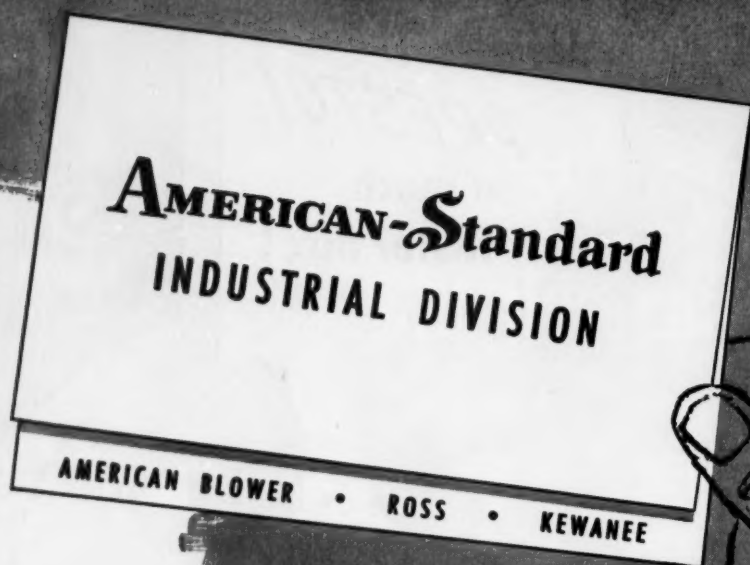 AMERICAN-Standard
INDUSTRIAL DIVISION
AMERICAN BLOWER • ROSS • KEWANEE